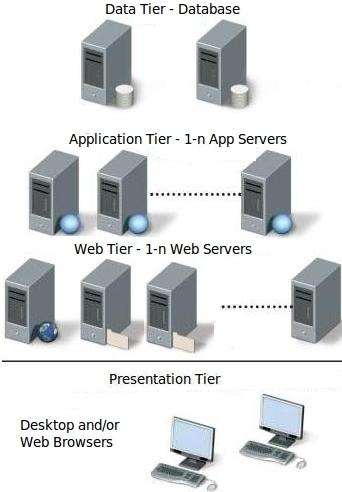 Data Tier - Database
Application Tier - 1-n App Servers
Web Tier - 1-n Web Servers
Presentation Tier
Desktop and/or
Web Browsers